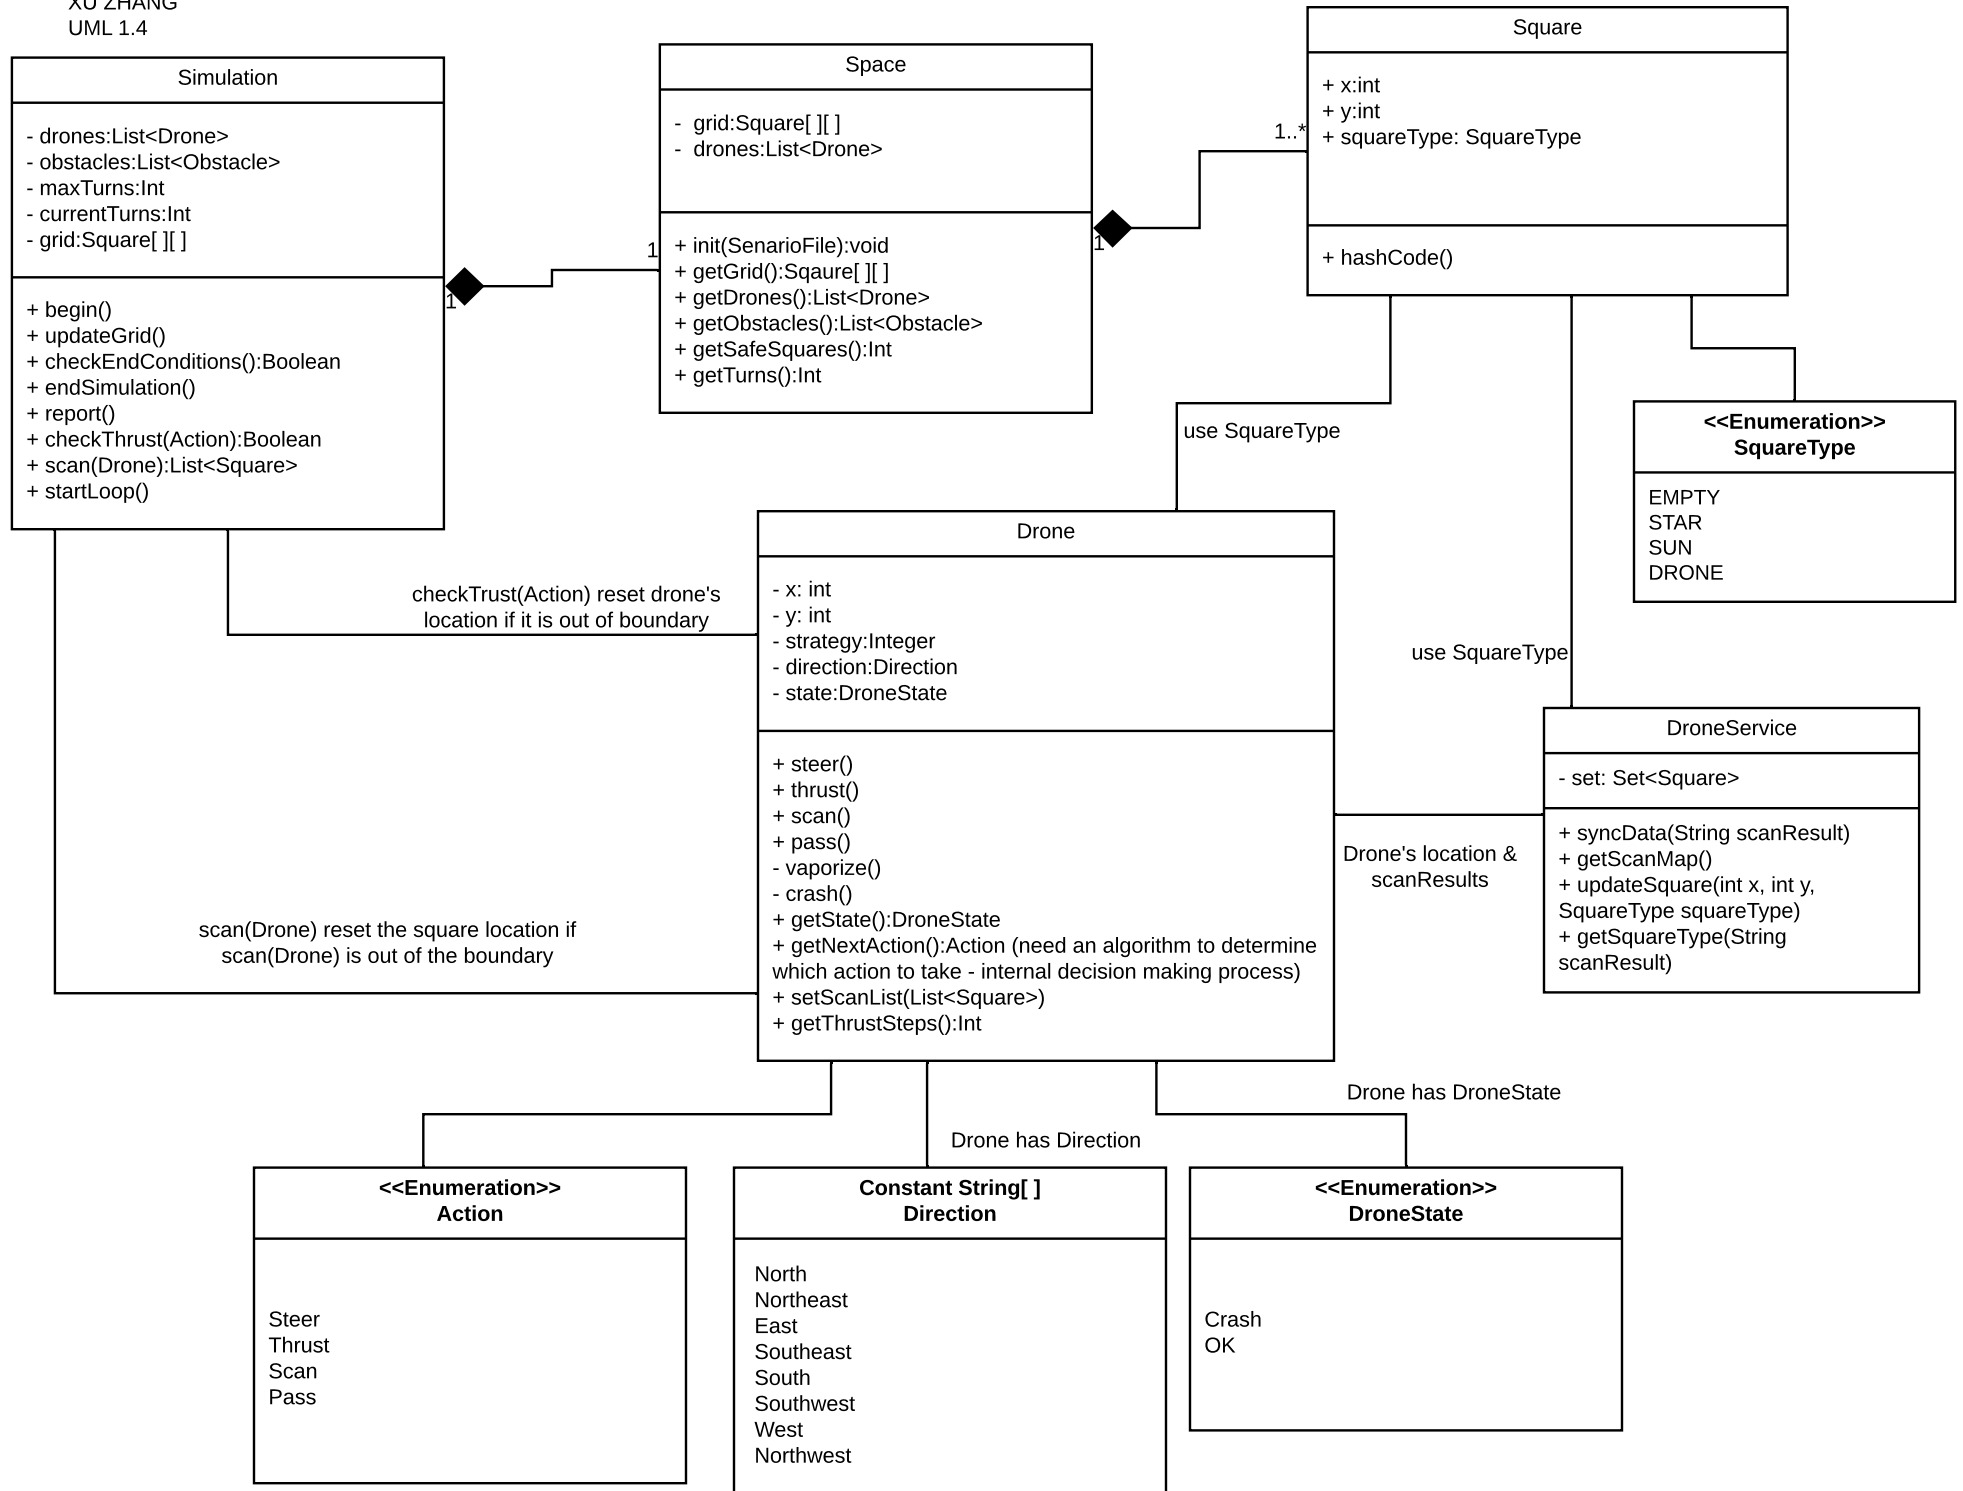 XU ZHANG
UML 1.4
Simulation
- drones:List<Drone>
- obstacles:List<Obstacle>
- maxTurns:Int
- currentTurns:Int
- grid:Square[ ][ ]
+ begin()
+ updateGrid()
+ checkEndConditions():Boolean
+ endSimulation()
+ report()
+ checkThrust(Action):Boolean
+ scan(Drone):List<Square>
+ startLoop()
1
1
Space
- grid:Square[ ][ ]
- drones:List<Drone>
+ init(SenarioFile):void
+ getGrid():Sqaure[ ][ ]
+ getDrones():List<Drone>
+ getObstacles():List<Obstacle>
+ getSafeSquares():Int
+ getTurns():Int
1
1..*
Square
+ x:int
+ y:int
+ squareType: SquareType
+ hashCode()
use SquareType
<<Enumeration>>
SquareType
EMPTY
STAR
SUN
DRONE
checkTrust(Action) reset drone's
location if it is out of boundary
Drone
- x: int
- y: int
- strategy:Integer
- direction:Direction
- state:DroneState
+ steer()
+ thrust()
+ scan()
+ pass()
- vaporize()
- crash()
+ getState():DroneState
+ getNextAction():Action (need an algorithm to determine
which action to take - internal decision making process)
+ setScanList(List<Square>)
+ getThrustSteps():Int
use SquareType
DroneService
- set: Set<Square>
+ syncData(String scanResult)
+ getScanMap()
+ updateSquare(int x, int y,
SquareType squareType)
+ getSquareType(String
scanResult)
Drone's location &
scanResults
scan(Drone) reset the square location if
scan(Drone) is out of the boundary
Drone has DroneState
Drone has Direction
<<Enumeration>>
Action
Steer
Thrust
Scan
Pass
Constant String[ ]
Direction
North
Northeast
East
Southeast
South
Southwest
West
Northwest
<<Enumeration>>
DroneState
Crash
OK